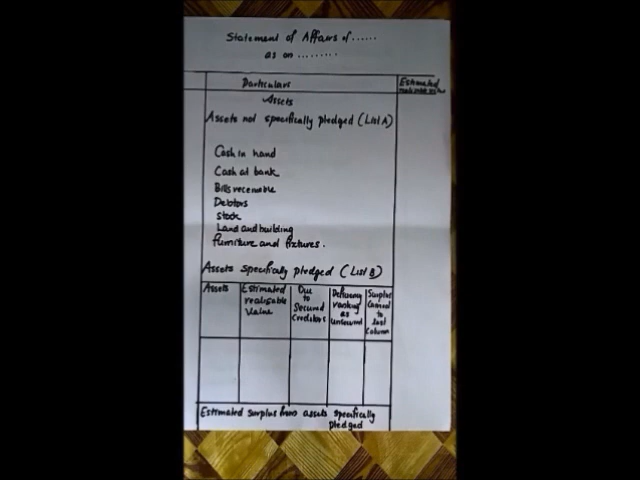 Statement of Affairs of ......
as on .........
Particulars
Estimated
Assets
Assets not specifically pledged (List A)
Cash in hand
Cash at bank
Bills receivable
Debtors
Stock
Land and building
furniture and fixtures.
Assets specifically pledged (List B)
Assets
Estimated
realisable
Value
Due
to
Secured
Creditors
Deficiency
ranking
as
unsecured
Surplus
Carried
to
last
Column
Estimated surplus from assets specifically
pledged